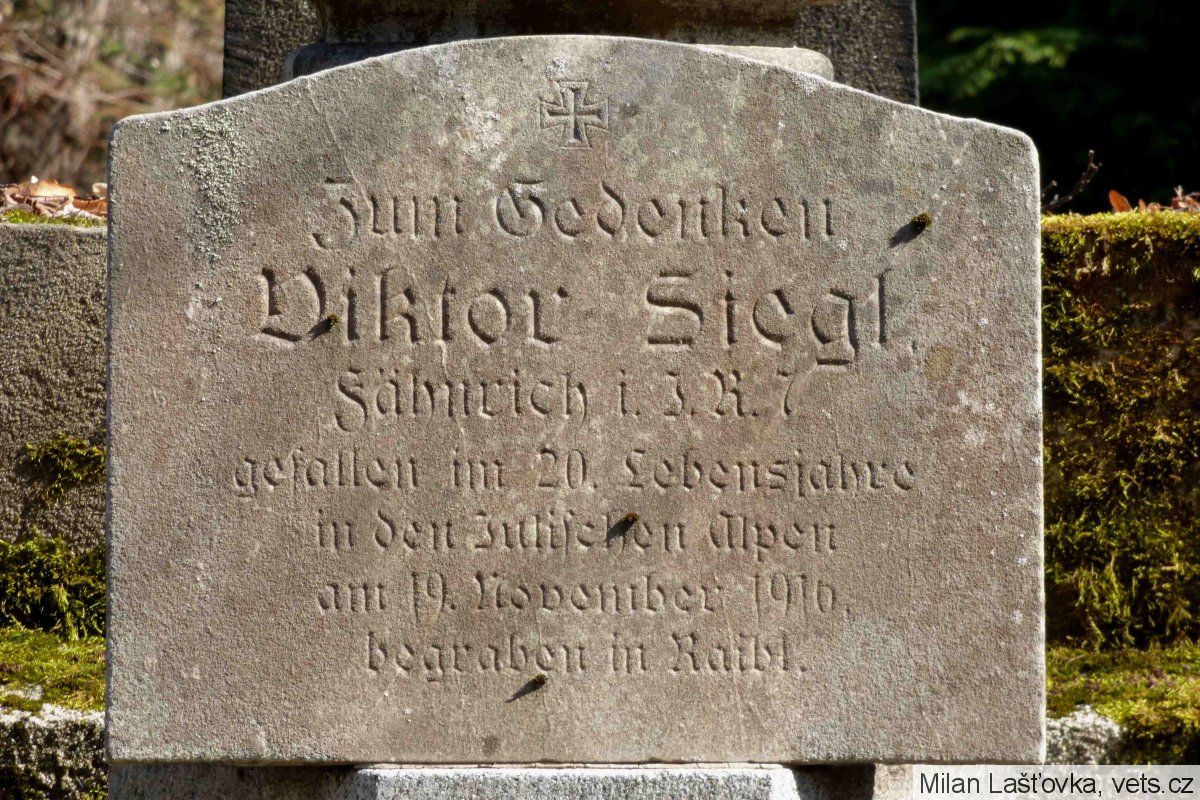 Zum Gedenken
Viktor Siegl,
Fähnrich i. J. R. 7
gefallen im 20. Lebensjahre
in den Julischen Alpen
am 19. November 1916.
begraben in Raibl.
Milan Lašťovka, vets.cz